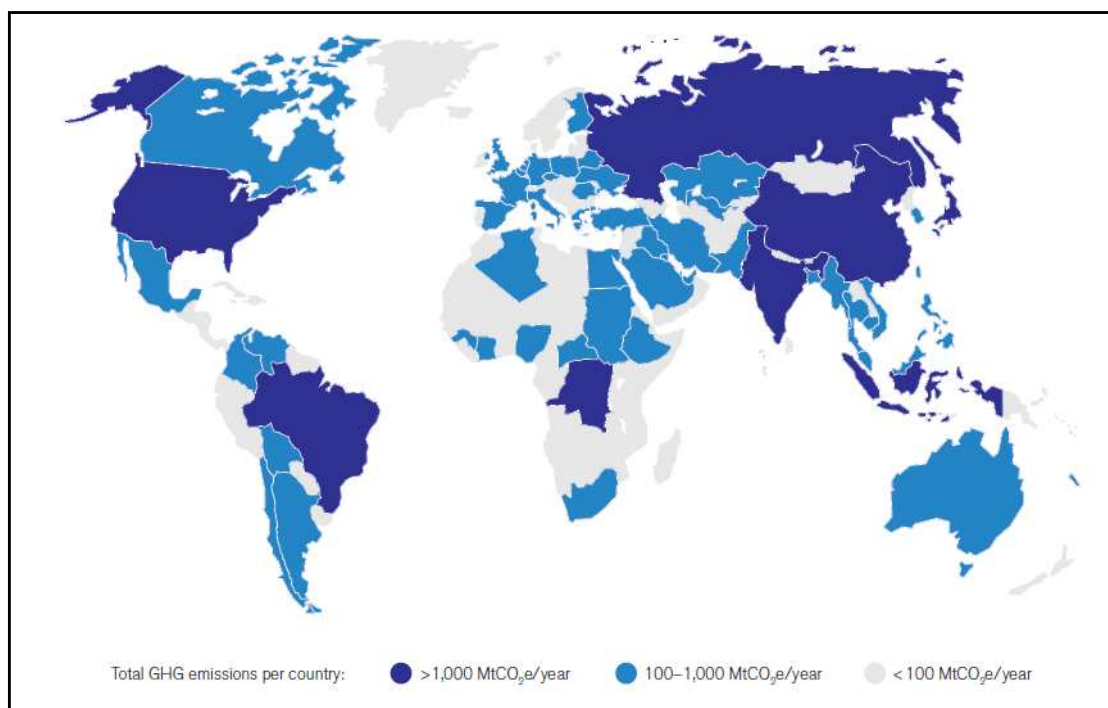 Total GHG emissions per country: >1,000 MtCO₂e/year 100–1,000 MtCO₂e/year <100 MtCO₂e/year